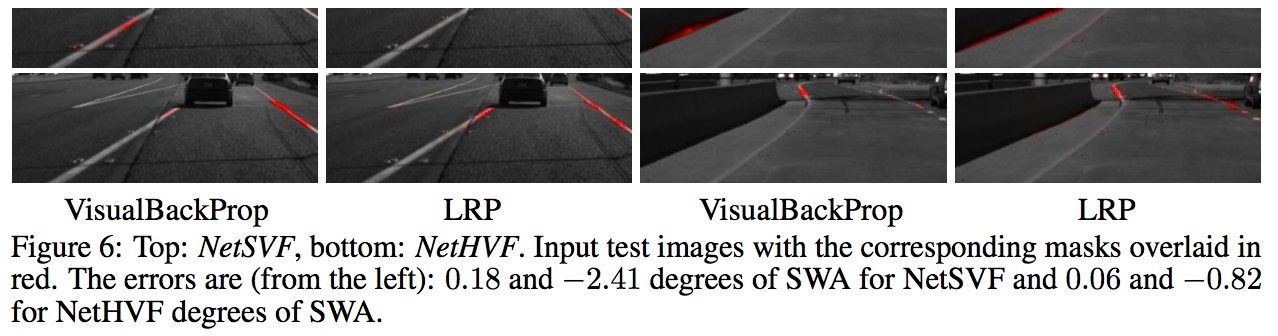 VisualBackProp LRP VisualBackProp LRP
Figure 6: Top: NetSVF, bottom: NetHVF. Input test images with the corresponding masks overlaid in
red. The errors are (from the left): 0.18 and −2.41 degrees of SWA for NetSVF and 0.06 and −0.82
for NetHVF degrees of SWA.